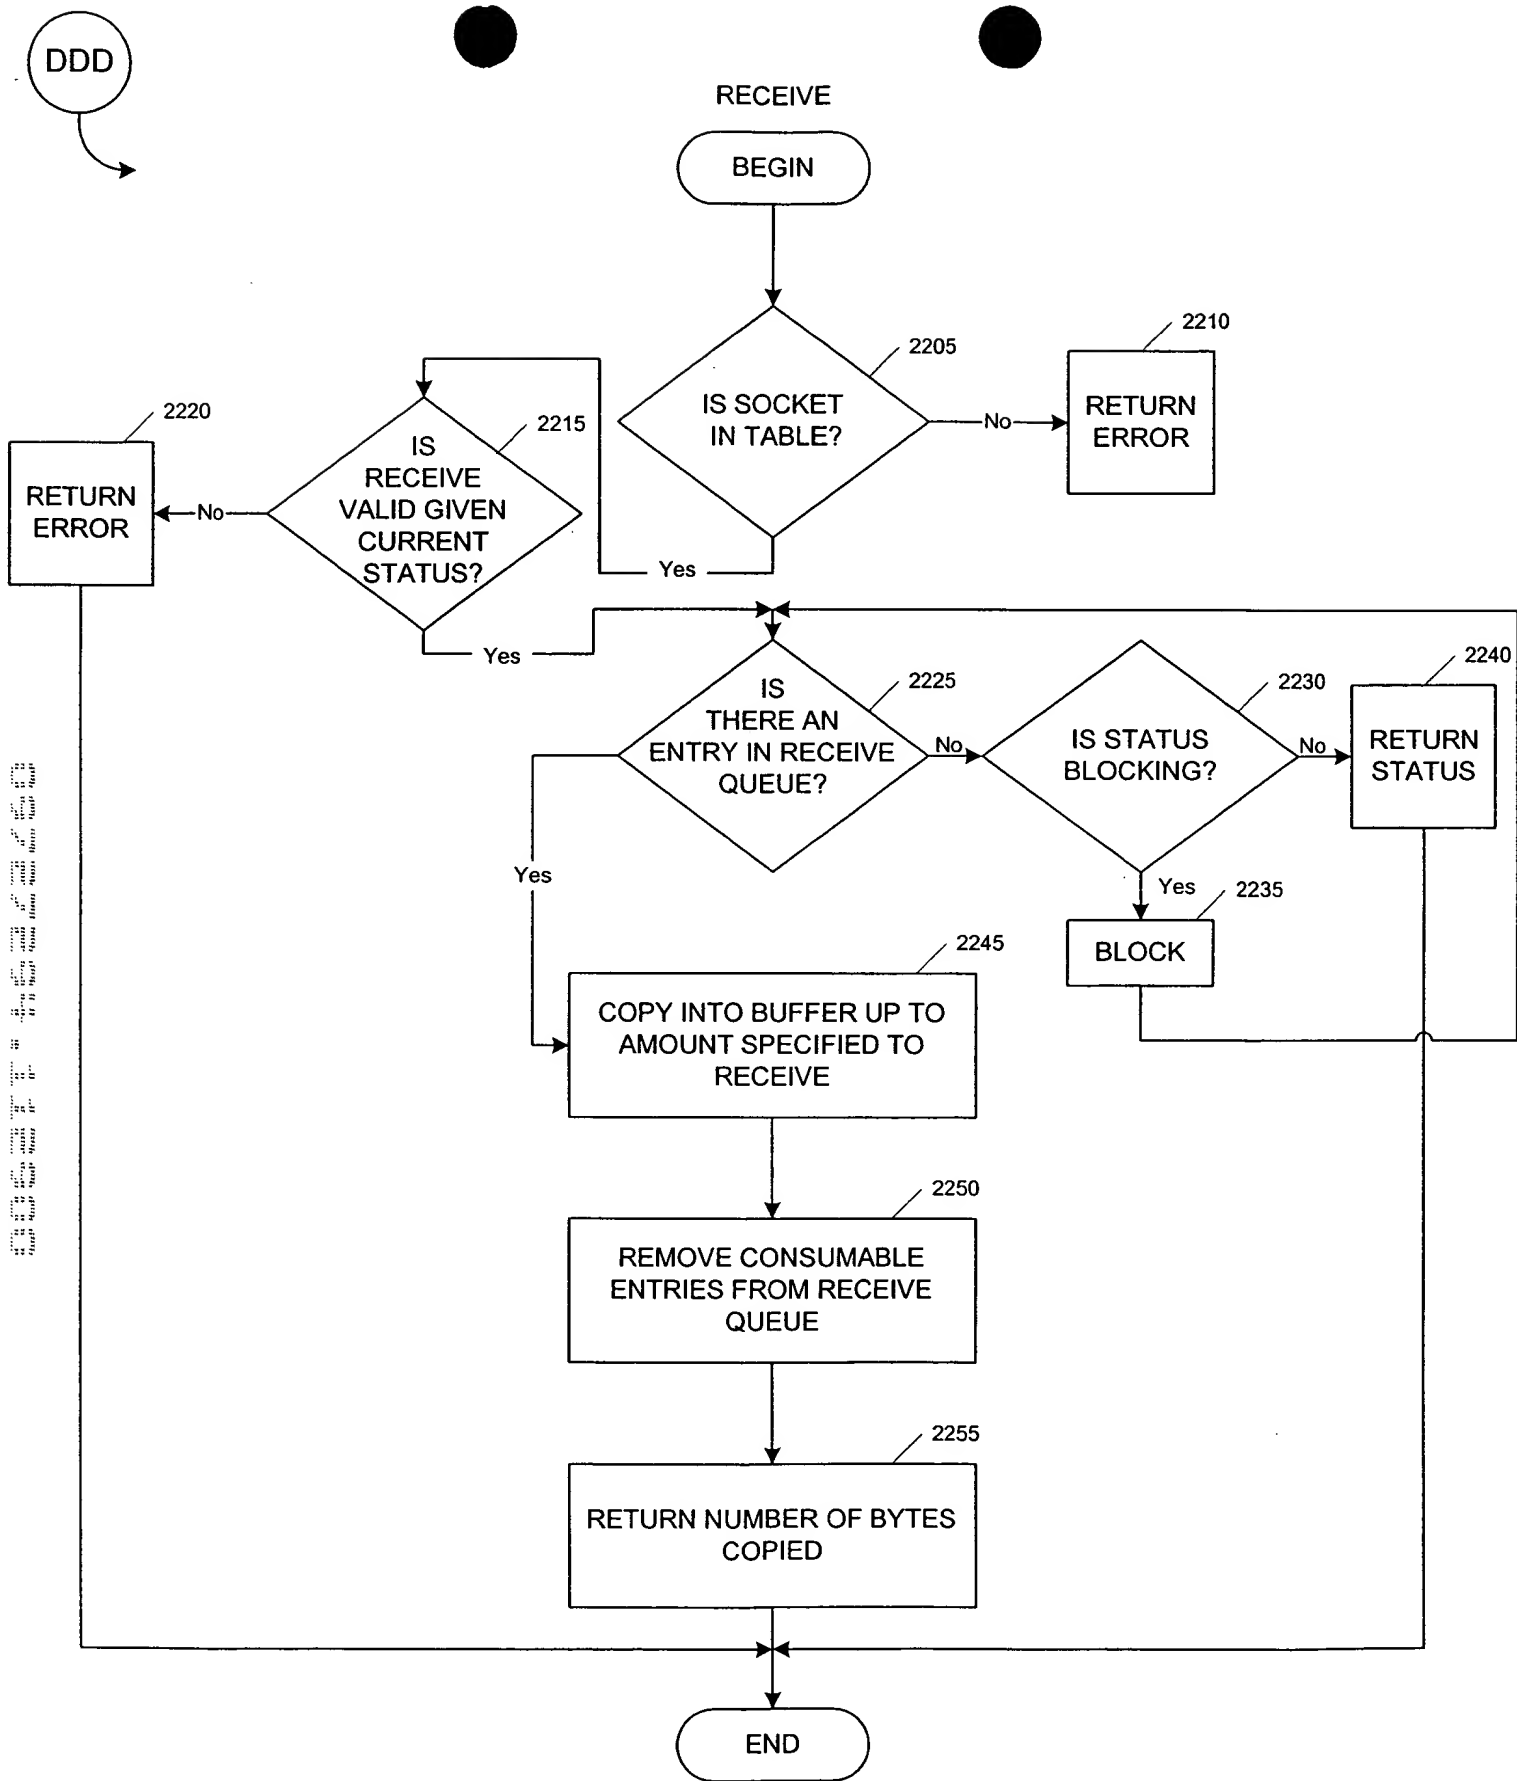 DDD
RECEIVE
BEGIN
2210
2205
IS SOCKET
IN TABLE?
No
RETURN
ERROR
2220
2215
IS
RECEIVE
VALID GIVEN
CURRENT
STATUS?
No
RETURN
ERROR
Yes
Yes
2225
IS
THERE AN
ENTRY IN RECEIVE
QUEUE?
No
2230
IS STATUS
BLOCKING?
No
2240
RETURN
STATUS
Yes
Yes
2235
BLOCK
2245
COPY INTO BUFFER UP TO
AMOUNT SPECIFIED TO
RECEIVE
2250
REMOVE CONSUMABLE
ENTRIES FROM RECEIVE
QUEUE
2255
RETURN NUMBER OF BYTES
COPIED
END